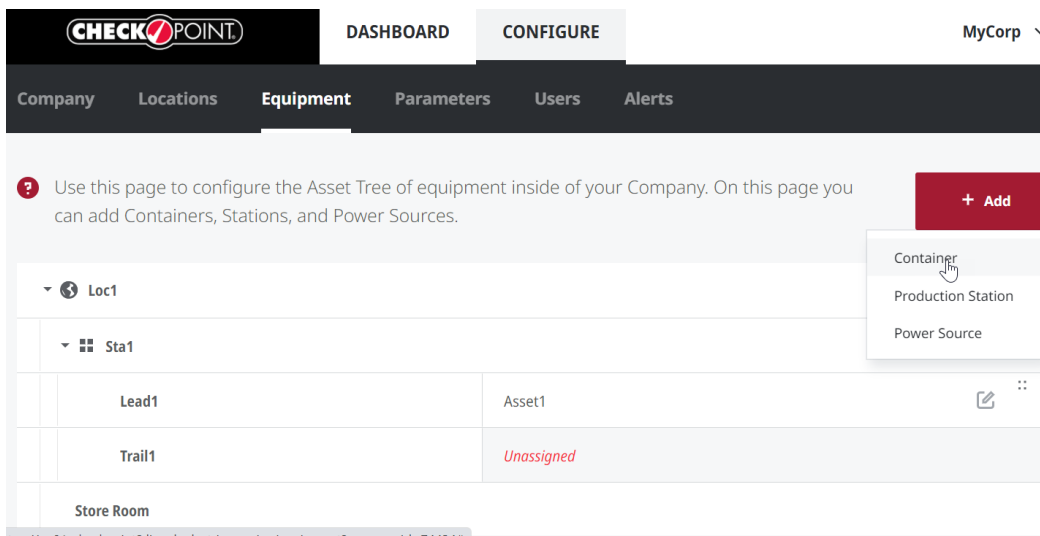 CHECK POINT.
DASHBOARD
CONFIGURE
MyCorp
Company
Locations
Equipment
Parameters
Users
Alerts
? Use this page to configure the Asset Tree of equipment inside of your Company. On this page you
can add Containers, Stations, and Power Sources.
+ Add
Container
Production Station
Power Source
Loc1
Sta1
Lead1
Asset1
Trail1
Unassigned
Store Room